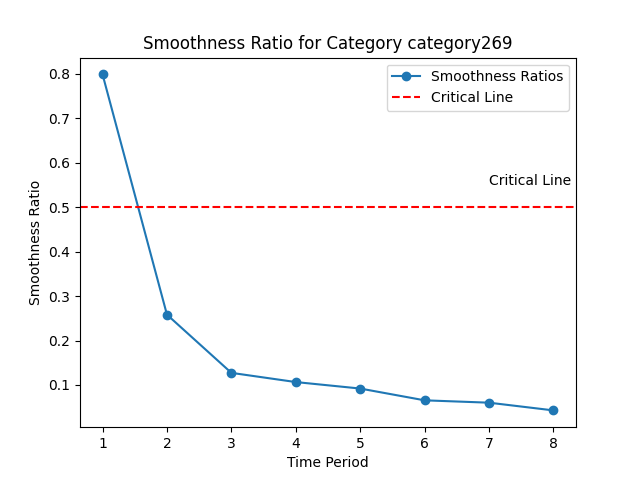 Smoothness Ratio for Category category269
Smoothness Ratios
Critical Line
Critical Line
Smoothness Ratio
0.8
0.7
0.6
0.5
0.4
0.3
0.2
0.1
1 2 3 4 5 6 7 8
Time Period